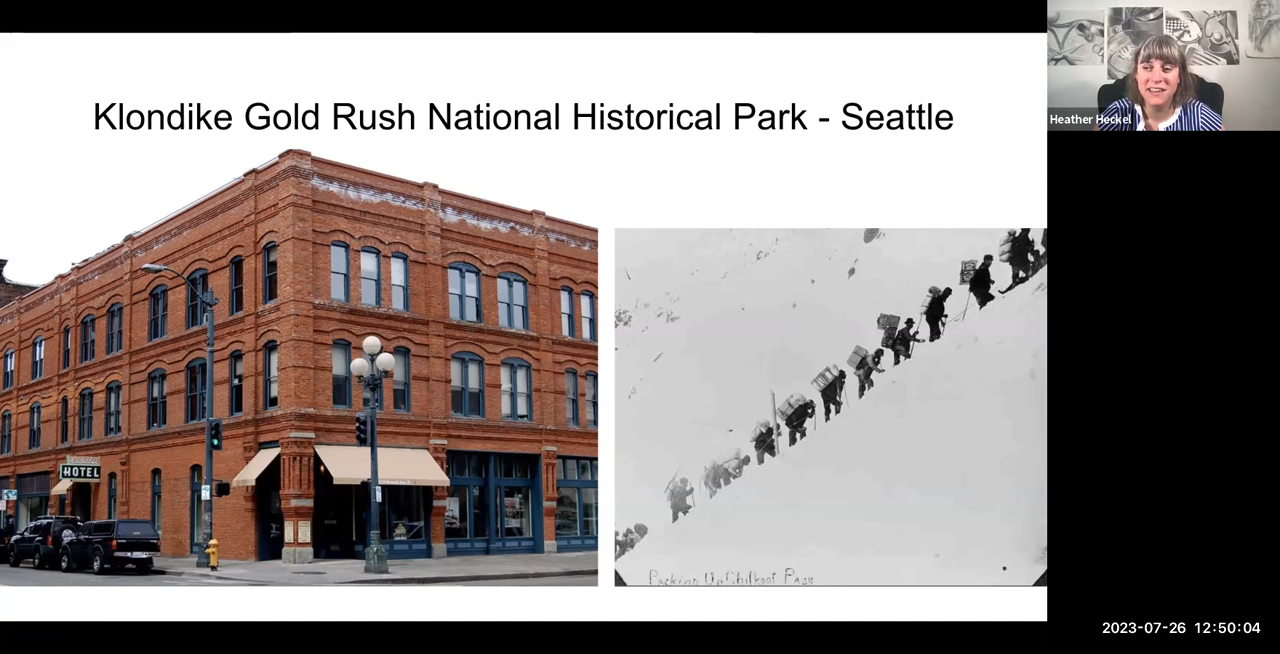 Klondike Gold Rush National Historical Park - Seattle
Heather Heckel
HOTEL
Packing Up Chilkoot Pass
2023-07-26 12:50:04